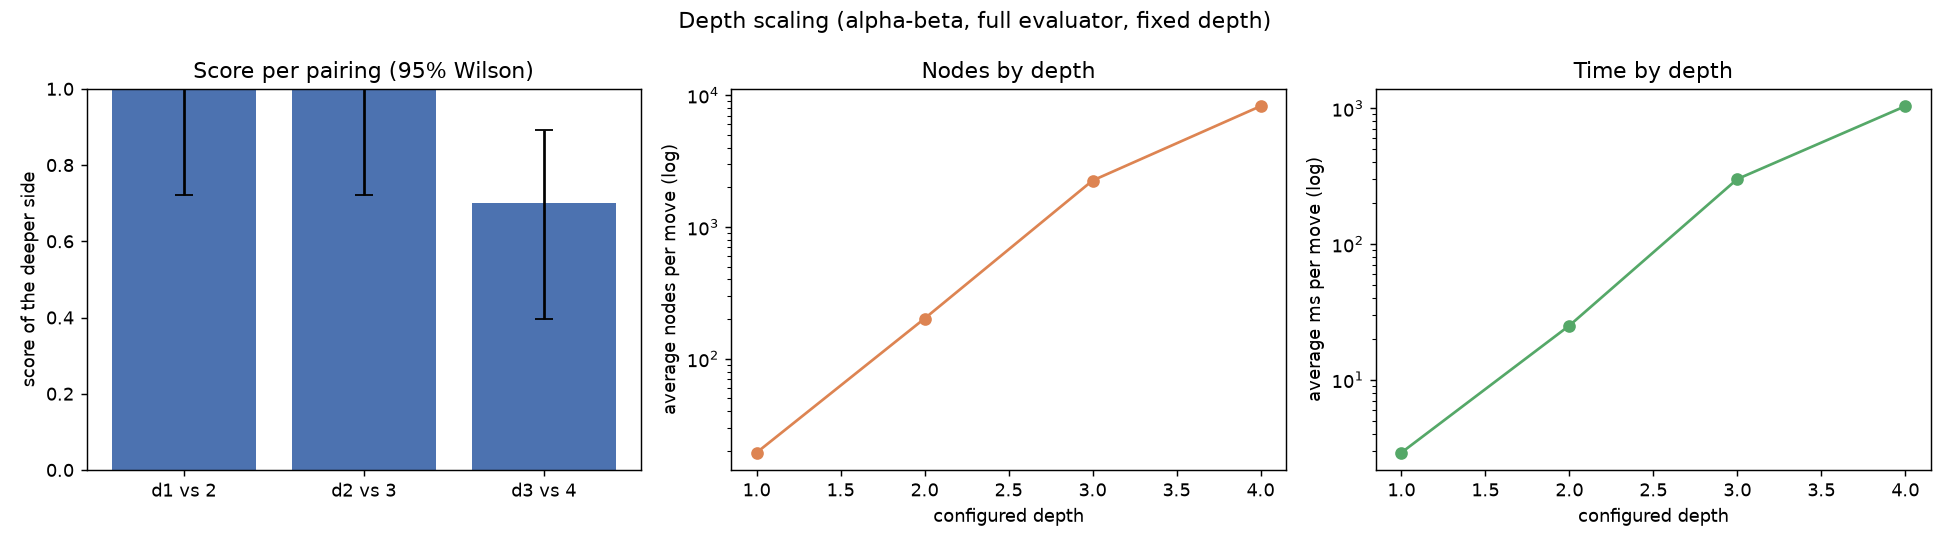 Depth scaling (alpha-beta, full evaluator, fixed depth)
Score per pairing (95% Wilson)
score of the deeper side
1.0
0.8
0.6
0.4
0.2
0.0
d1 vs 2
d2 vs 3
d3 vs 4
Nodes by depth
average nodes per move (log)
10^4
10^3
10^2
1.0
1.5
2.0
2.5
3.0
3.5
4.0
configured depth
Time by depth
average ms per move (log)
10^3
10^2
10^1
1.0
1.5
2.0
2.5
3.0
3.5
4.0
configured depth